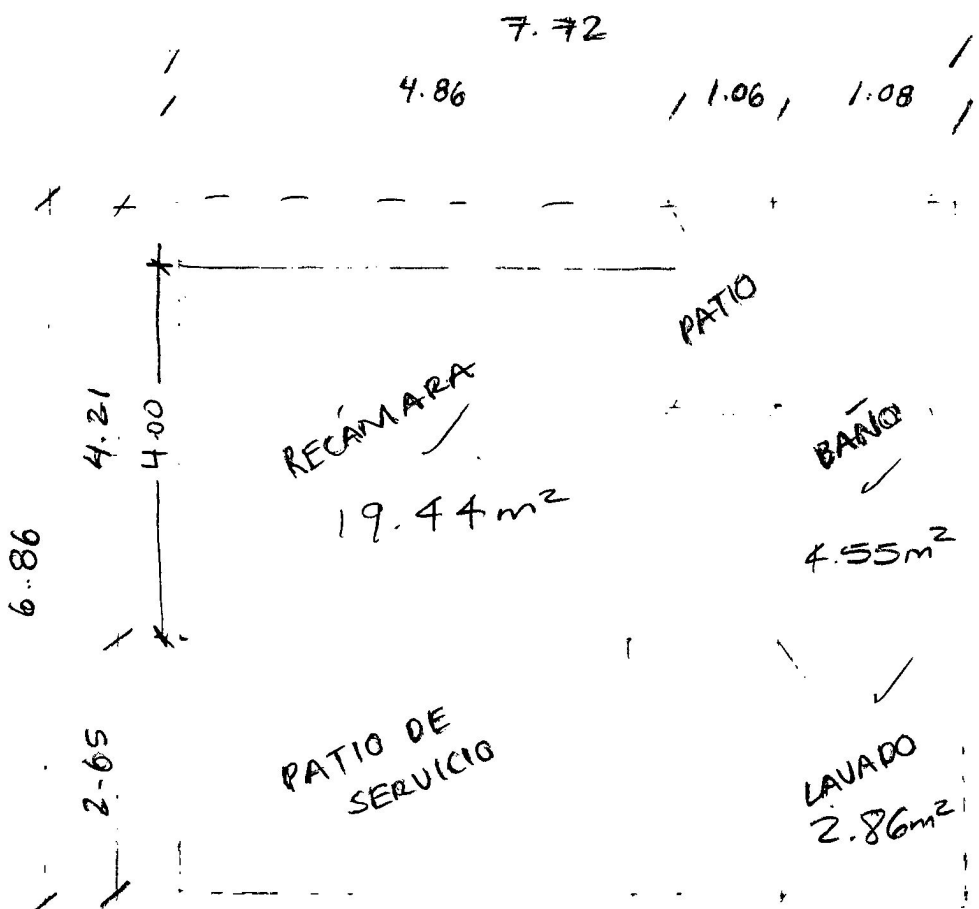 7.72
4.86
1.06
1.08
PATIO
4.21
4.00
RECÁMARA
19.44m²
BAÑO
4.55m²
6.86
2.65
PATIO DE
SERVICIO
LAVADO
2.86m²